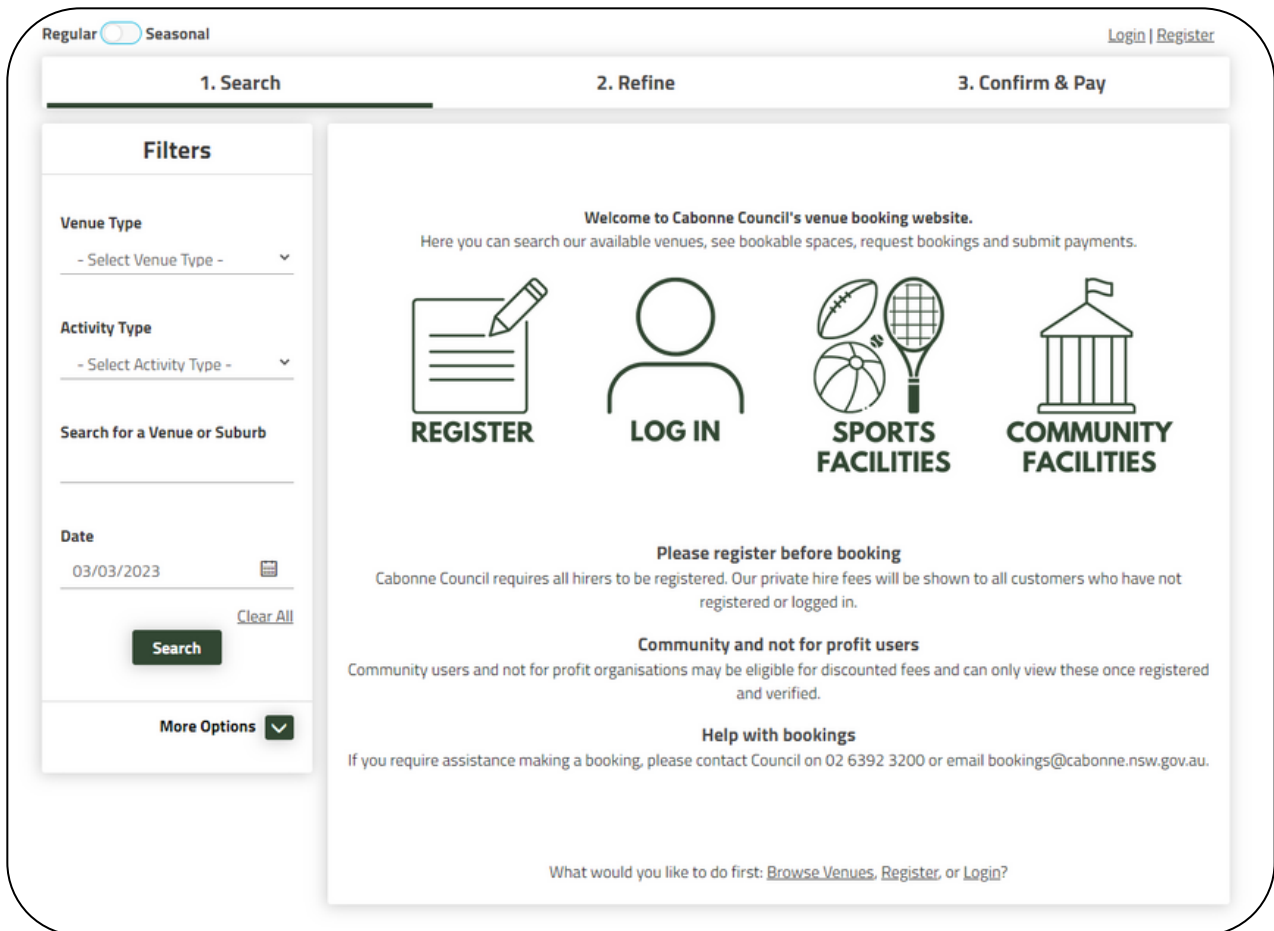 Regular Seasonal
Login | Register
1. Search
2. Refine
3. Confirm & Pay
Filters
Venue Type
- Select Venue Type -
Activity Type
- Select Activity Type -
Search for a Venue or Suburb
Date
03/03/2023
Clear All
Search
More Options
Welcome to Cabonne Council's venue booking website.
Here you can search our available venues, see bookable spaces, request bookings and submit payments.
REGISTER
LOG IN
SPORTS
FACILITIES
COMMUNITY
FACILITIES
Please register before booking
Cabonne Council requires all hirers to be registered. Our private hire fees will be shown to all customers who have not
registered or logged in.
Community and not for profit users
Community users and not for profit organisations may be eligible for discounted fees and can only view these once registered
and verified.
Help with bookings
If you require assistance making a booking, please contact Council on 02 6392 3200 or email bookings@cabonne.nsw.gov.au.
What would you like to do first: Browse Venues, Register, or Login?